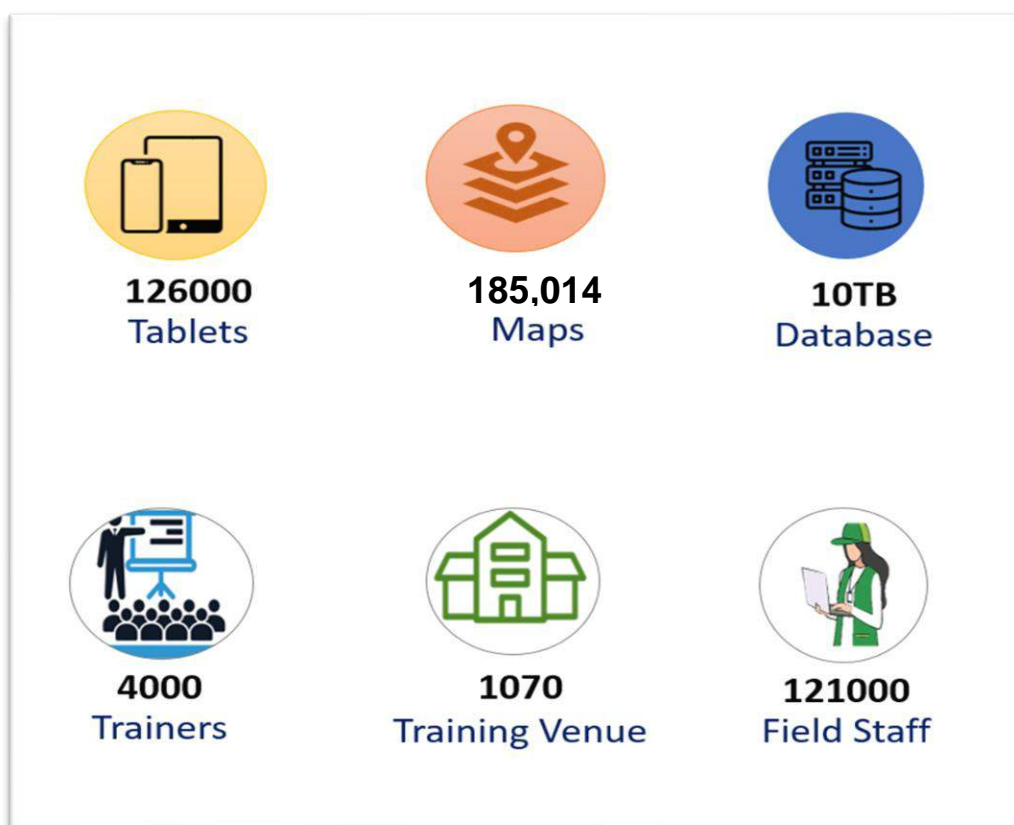 126000
Tablets
185,014
Maps
10TB
Database
4000
Trainers
1070
Training Venue
121000
Field Staff